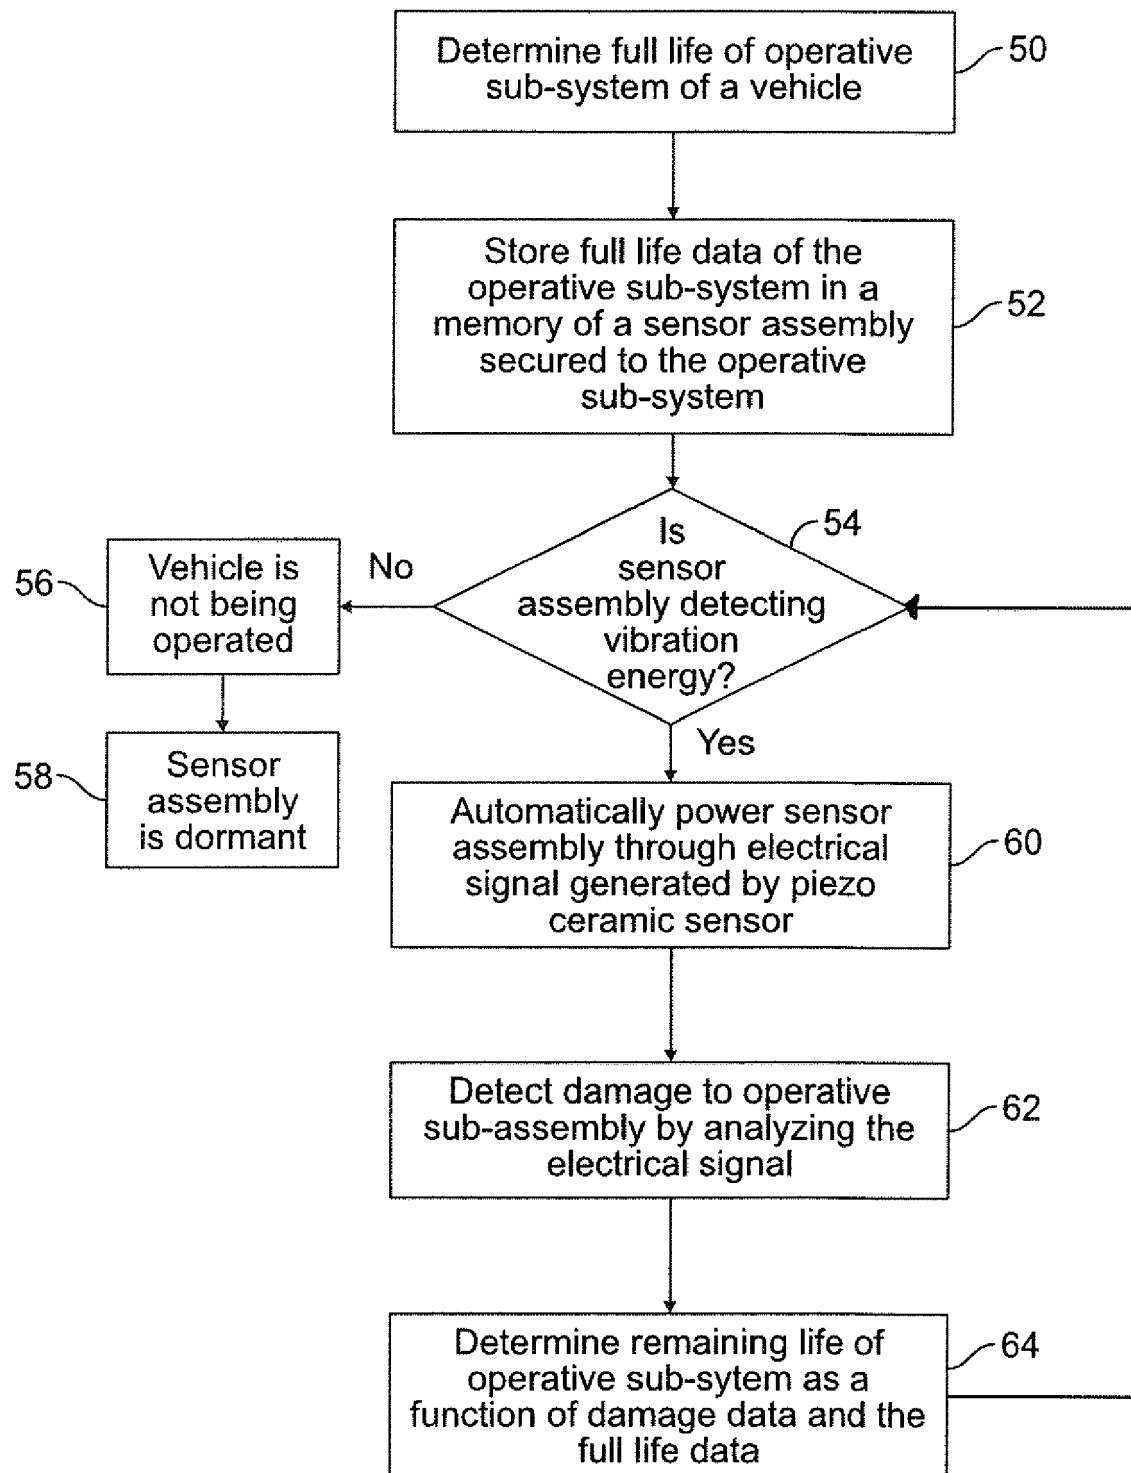 Determine full life of operative
sub-system of a vehicle
50
Store full life data of the
operative sub-system in a
memory of a sensor assembly
secured to the operative
sub-system
52
Is
sensor
assembly detecting
vibration
energy?
54
No
Vehicle is
not being
operated
56
Sensor
assembly
is dormant
58
Yes
Automatically power sensor
assembly through electrical
signal generated by piezo
ceramic sensor
60
Detect damage to operative
sub-assembly by analyzing the
electrical signal
62
Determine remaining life of
operative sub-sytem as a
function of damage data and the
full life data
64